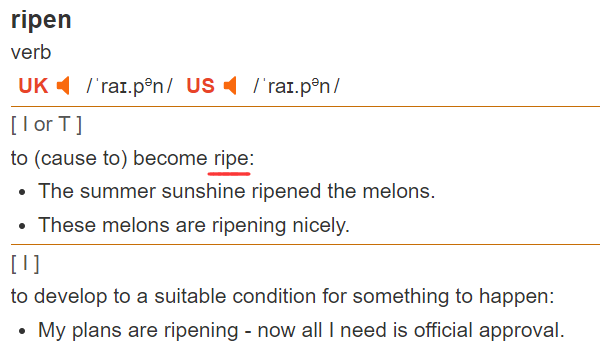 ripen
verb
UK /ˈraɪ.pᵊn/ US /ˈraɪ.pᵊn/
[ I or T ]
to (cause to) become ripe:
• The summer sunshine ripened the melons.
• These melons are ripening nicely.
[ I ]
to develop to a suitable condition for something to happen:
• My plans are ripening - now all I need is official approval.